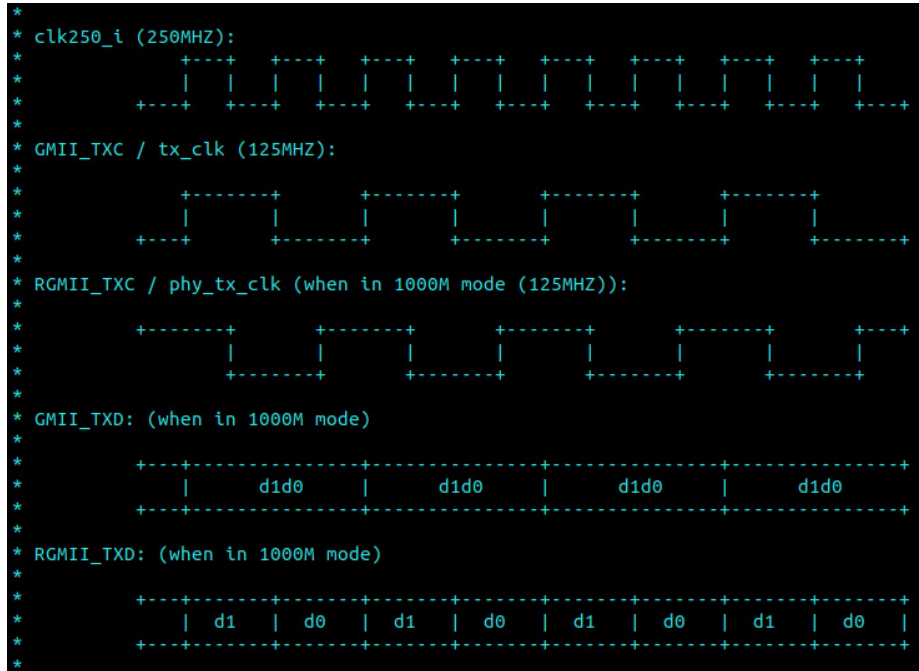 *
* clk250_i (250MHZ):
*              +---+   +---+   +---+   +---+   +---+   +---+   +---+   +---+
*              |   |   |   |   |   |   |   |   |   |   |   |   |   |   |   |
*          +---+   +---+   +---+   +---+   +---+   +---+   +---+   +---+   +---+
*
* GMII_TXC / tx_clk (125MHZ):
*
*              +-------+       +-------+       +-------+       +-------+
*              |       |       |       |       |       |       |       |
*          +---+       +-------+       +-------+       +-------+       +-------+
*
* RGMII_TXC / phy_tx_clk (when in 1000M mode (125MHZ)):
*
*          +-------+       +-------+       +-------+       +-------+       +---+
*                  |       |       |       |       |       |       |       |
*                  +-------+       +-------+       +-------+       +-------+
*
* GMII_TXD: (when in 1000M mode)
*
*          +---+---------------+---------------+---------------+---------------+
*              |      d1d0     |      d1d0     |      d1d0     |      d1d0
*          +---+---------------+---------------+---------------+---------------+
*
* RGMII_TXD: (when in 1000M mode)
*
*          +---+-------+-------+-------+-------+-------+-------+-------+-------+
*              |  d1   |  d0   |  d1   |  d0   |  d1   |  d0   |  d1   |  d0   |
*          +---+-------+-------+-------+-------+-------+-------+-------+-------+
*